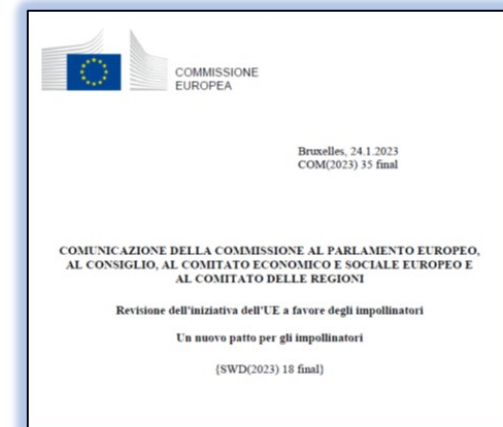 COMMISSIONE
EUROPEA
Bruxelles, 24.1.2023
COM(2023) 35 final
COMUNICAZIONE DELLA COMMISSIONE AL PARLAMENTO EUROPEO,
AL CONSIGLIO, AL COMITATO ECONOMICO E SOCIALE EUROPEO E
AL COMITATO DELLE REGIONI
Revisione dell'iniziativa dell'UE a favore degli impollinatori
Un nuovo patto per gli impollinatori
{SWD(2023) 18 final}